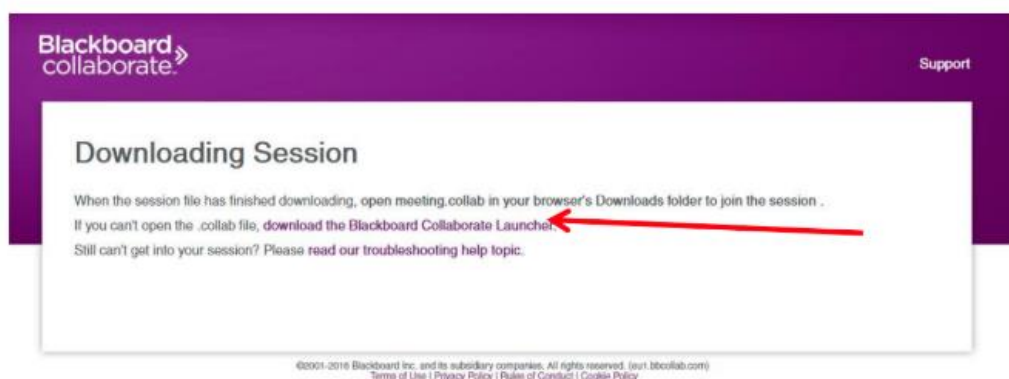 Blackboard
collaborate.
Support
Downloading Session
When the session file has finished downloading, open meeting.collab in your browser's Downloads folder to join the session .
If you can't open the .collab file, download the Blackboard Collaborate Launcher.
Still can't get into your session? Please read our troubleshooting help topic.
©2001-2016 Blackboard Inc. and its subsidiary companies. All rights reserved. (eu1.bbcollab.com)
Terms of Use | Privacy Policy | Rules of Conduct | Cookie Policy